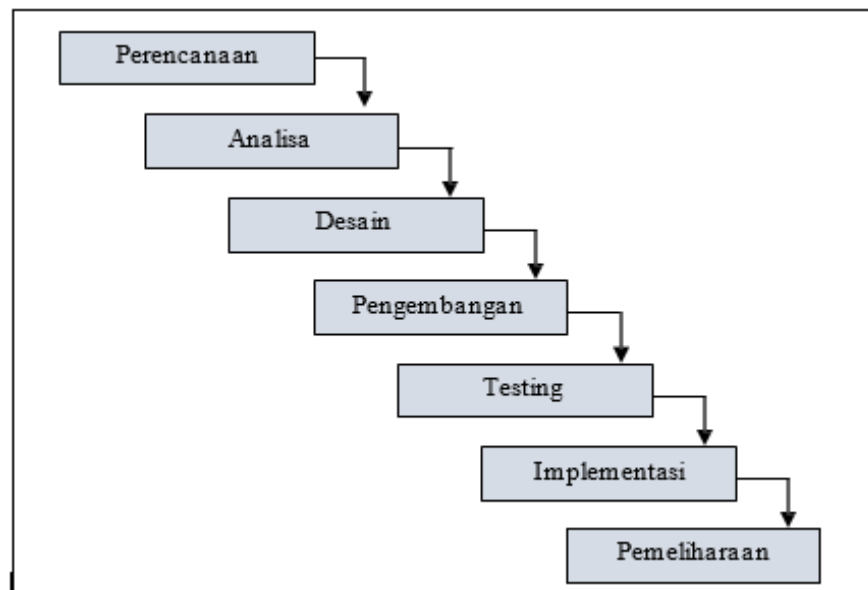 Perencanaan
Analisa
Desain
Pengembangan
Testing
Implementasi
Pemeliharaan